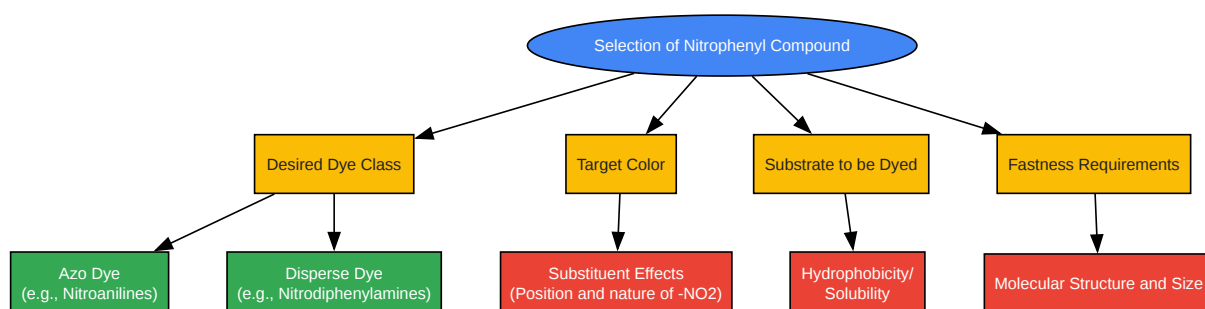 Selection of Nitrophenyl Compound
Desired Dye Class
Target Color
Substrate to be Dyed
Fastness Requirements
Azo Dye
(e.g., Nitroanilines)
Disperse Dye
(e.g., Nitrodiphenylamines)
Substituent Effects
(Position and nature of -NO2)
Hydrophobicity/
Solubility
Molecular Structure and Size